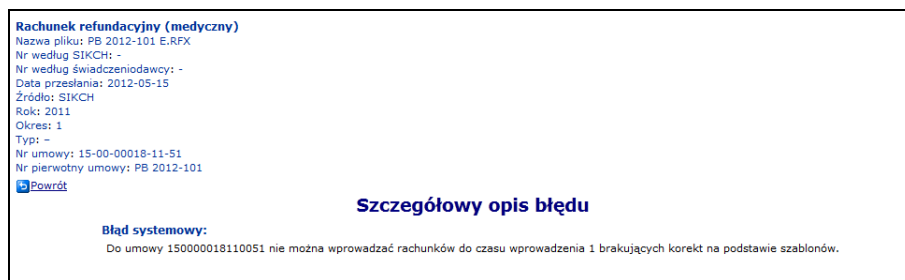 Rachunek refundacyjny (medyczny)
Nazwa pliku: PB 2012-101 E.RFX
Nr według SIKCH: -
Nr według świadczeniodawcy: -
Data przesłania: 2012-05-15
Źródło: SIKCH
Rok: 2011
Okres: 1
Typ: –
Nr umowy: 15-00-00018-11-51
Nr pierwotny umowy: PB 2012-101
Powrót
Szczegółowy opis błędu
Błąd systemowy:
Do umowy 150000018110051 nie można wprowadzać rachunków do czasu wprowadzenia 1 brakujących korekt na podstawie szablonów.